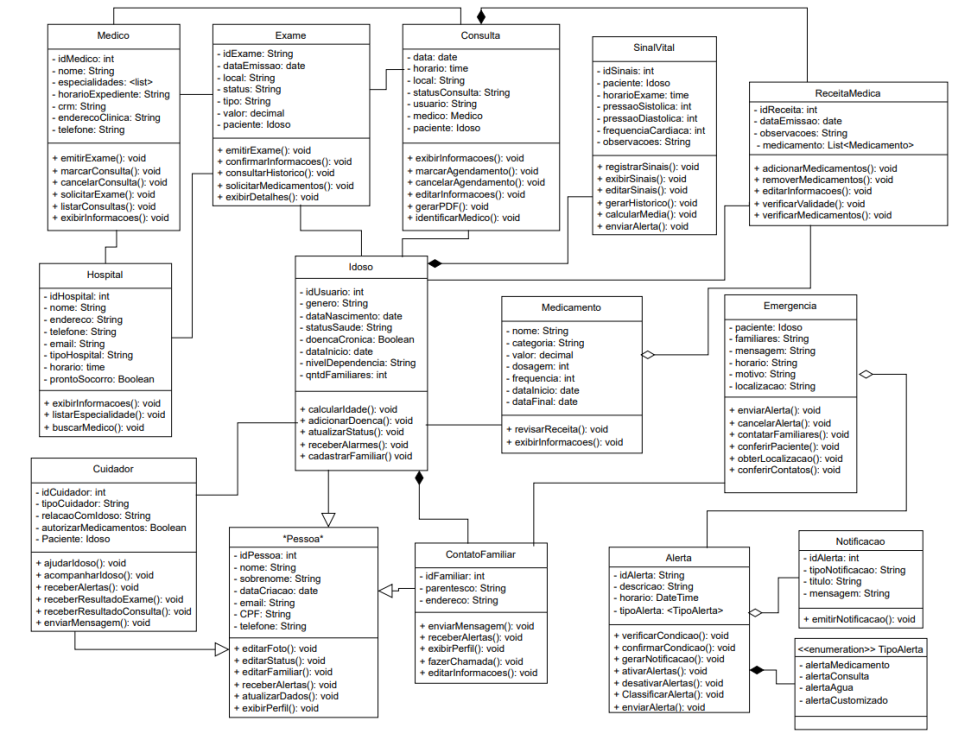 Medico
- idMedico: int
- nome: String
- especialidades: <list>
- horarioExpediente: String
- crm: String
- enderecoClinica: String
- telefone: String
+ emitirExame(): void
+ marcarConsulta(): void
+ cancelarConsulta(): void
+ solicitarExame(): void
+ listarConsultas(): void
+ exibirInformacoes(): void
Exame
- idExame: String
- dataEmissao: date
- local: String
- status: String
- tipo: String
- valor: decimal
- paciente: Idoso
+ emitirExame(): void
+ confirmarInformacoes(): void
+ consultarHistorico(): void
+ solicitarMedicamentos(): void
+ exibirDetalhes(): void
Consulta
- data: date
- horario: time
- local: String
- statusConsulta: String
- usuario: String
- medico: Medico
- paciente: Idoso
+ exibirInformacoes(): void
+ marcarAgendamento(): void
+ cancelarAgendamento(): void
+ editarInformacoes(): void
+ gerarPDF(): void
+ identificarMedico(): void
SinalVital
- idSinais: int
- paciente: Idoso
- horarioExame: time
- pressaoSistolica: int
- pressaoDiastolica: int
- frequenciaCardiaca: int
- observacoes: String
+ registrarSinais(): void
+ exibirSinais(): void
+ editarSinais(): void
+ gerarHistorico(): void
+ calcularMedia(): void
+ enviarAlerta(): void
ReceitaMedica
- idReceita: int
- dataEmissao: date
- observacoes: String
- medicamento: List<Medicamento>
+ adicionarMedicamentos(): void
+ removerMedicamentos(): void
+ editarInformacoes(): void
+ verificarValidade(): void
+ verificarMedicamentos(): void
Hospital
- idHospital: int
- nome: String
- endereco: String
- telefone: String
- email: String
- tipoHospital: String
- horario: time
- prontoSocorro: Boolean
+ exibirInformacoes(): void
+ listarEspecialidade(): void
+ buscarMedico(): void
Idoso
- idUsuario: int
- genero: String
- dataNascimento: date
- statusSaude: String
- doencaCronica: Boolean
- dataInicio: date
- nivelDependencia: String
- qntdFamiliares: int
+ calcularIdade(): void
+ adicionarDoenca(): void
+ atualizarStatus(): void
+ receberAlarmes(): void
+ cadastrarFamiliar() void
Medicamento
- nome: String
- categoria: String
- valor: decimal
- dosagem: int
- frequencia: int
- dataInicio: date
- dataFinal: date
+ revisarReceita(): void
+ exibirInformacoes(): void
Emergencia
- paciente: Idoso
- familiares: String
- mensagem: String
- horario: String
- motivo: String
- localizacao: String
+ enviarAlerta(): void
+ cancelarAlerta(): void
+ contatarFamiliares(): void
+ conferirPaciente(): void
+ obterLocalizacao(): void
+ conferirContatos(): void
Cuidador
- idCuidador: int
- tipoCuidador: String
- relacaoComIdoso: String
- autorizarMedicamentos: Boolean
- Paciente: Idoso
+ ajudarIdoso(): void
+ acompanharIdoso(): void
+ receberAlertas(): void
+ receberResultadoExame(): void
+ receberResultadoConsulta(): void
+ enviarMensagem(): void
*Pessoa*
- idPessoa: int
- nome: String
- sobrenome: String
- dataCriacao: date
- email: String
- CPF: String
- telefone: String
+ editarFoto(): void
+ editarStatus(): void
+ editarFamiliar(): void
+ receberAlertas(): void
+ atualizarDados(): void
+ exibirPerfil(): void
ContatoFamiliar
- idFamiliar: int
- parentesco: String
- endereco: String
+ enviarMensagem(): void
+ receberAlertas(): void
+ exibirPerfil(): void
+ fazerChamada(): void
+ editarInformacoes(): void
Alerta
- idAlerta: String
- descricao: String
- horario: DateTime
- tipoAlerta: <TipoAlerta>
+ verificarCondicao(): void
+ confirmarCondicao(): void
+ gerarNotificacao(): void
+ ativarAlertas(): void
+ desativarAlertas(): void
+ ClassificarAlerta(): void
+ enviarAlerta(): void
Notificacao
- idAlerta: int
- tipoNotificacao: String
- titulo: String
- mensagem: String
+ emitirNotificacao(): void
<<enumeration>> TipoAlerta
- alertaMedicamento
- alertaConsulta
- alertaAgua
- alertaCustomizado